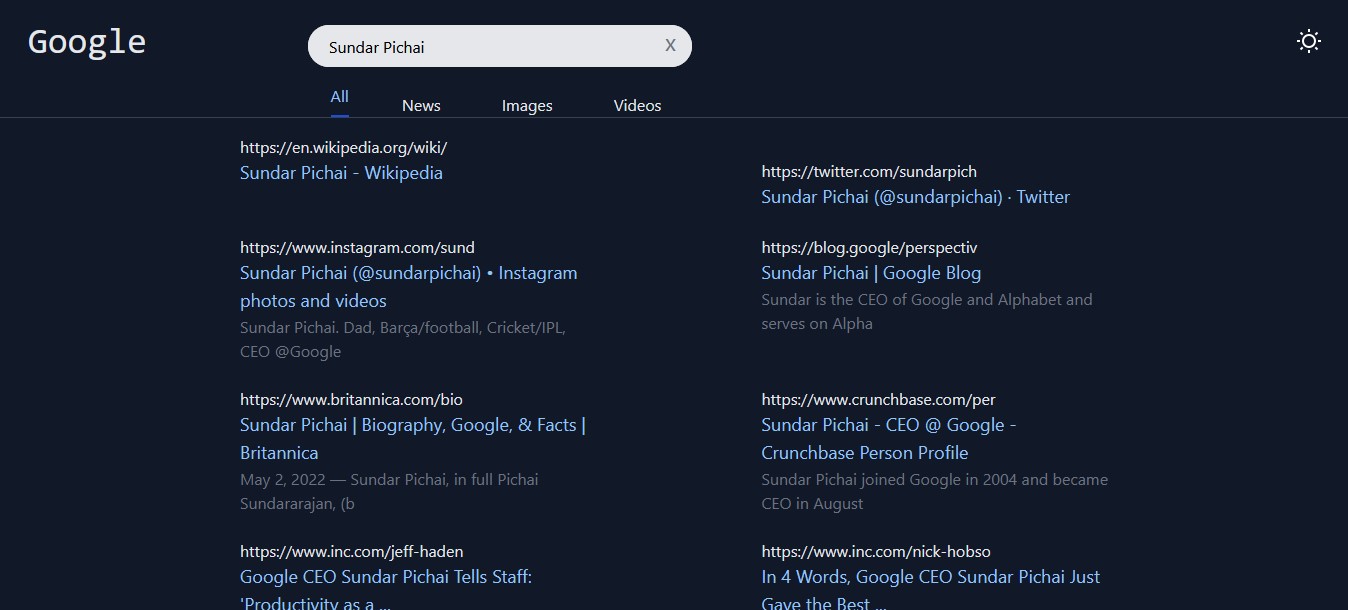 Google
Sundar Pichai X
All News Images Videos
https://en.wikipedia.org/wiki/
Sundar Pichai - Wikipedia
https://twitter.com/sundarpich
Sundar Pichai (@sundarpichai) · Twitter
https://www.instagram.com/sund
Sundar Pichai (@sundarpichai) • Instagram
photos and videos
Sundar Pichai. Dad, Barça/football, Cricket/IPL,
CEO @Google
https://blog.google/perspectiv
Sundar Pichai | Google Blog
Sundar is the CEO of Google and Alphabet and
serves on Alpha
https://www.britannica.com/bio
Sundar Pichai | Biography, Google, & Facts |
Britannica
May 2, 2022 — Sundar Pichai, in full Pichai
Sundararajan, (b
https://www.crunchbase.com/per
Sundar Pichai - CEO @ Google -
Crunchbase Person Profile
Sundar Pichai joined Google in 2004 and became
CEO in August
https://www.inc.com/jeff-haden
Google CEO Sundar Pichai Tells Staff:
'Productivity as a ...
https://www.inc.com/nick-hobso
In 4 Words, Google CEO Sundar Pichai Just
Gave the Best ...